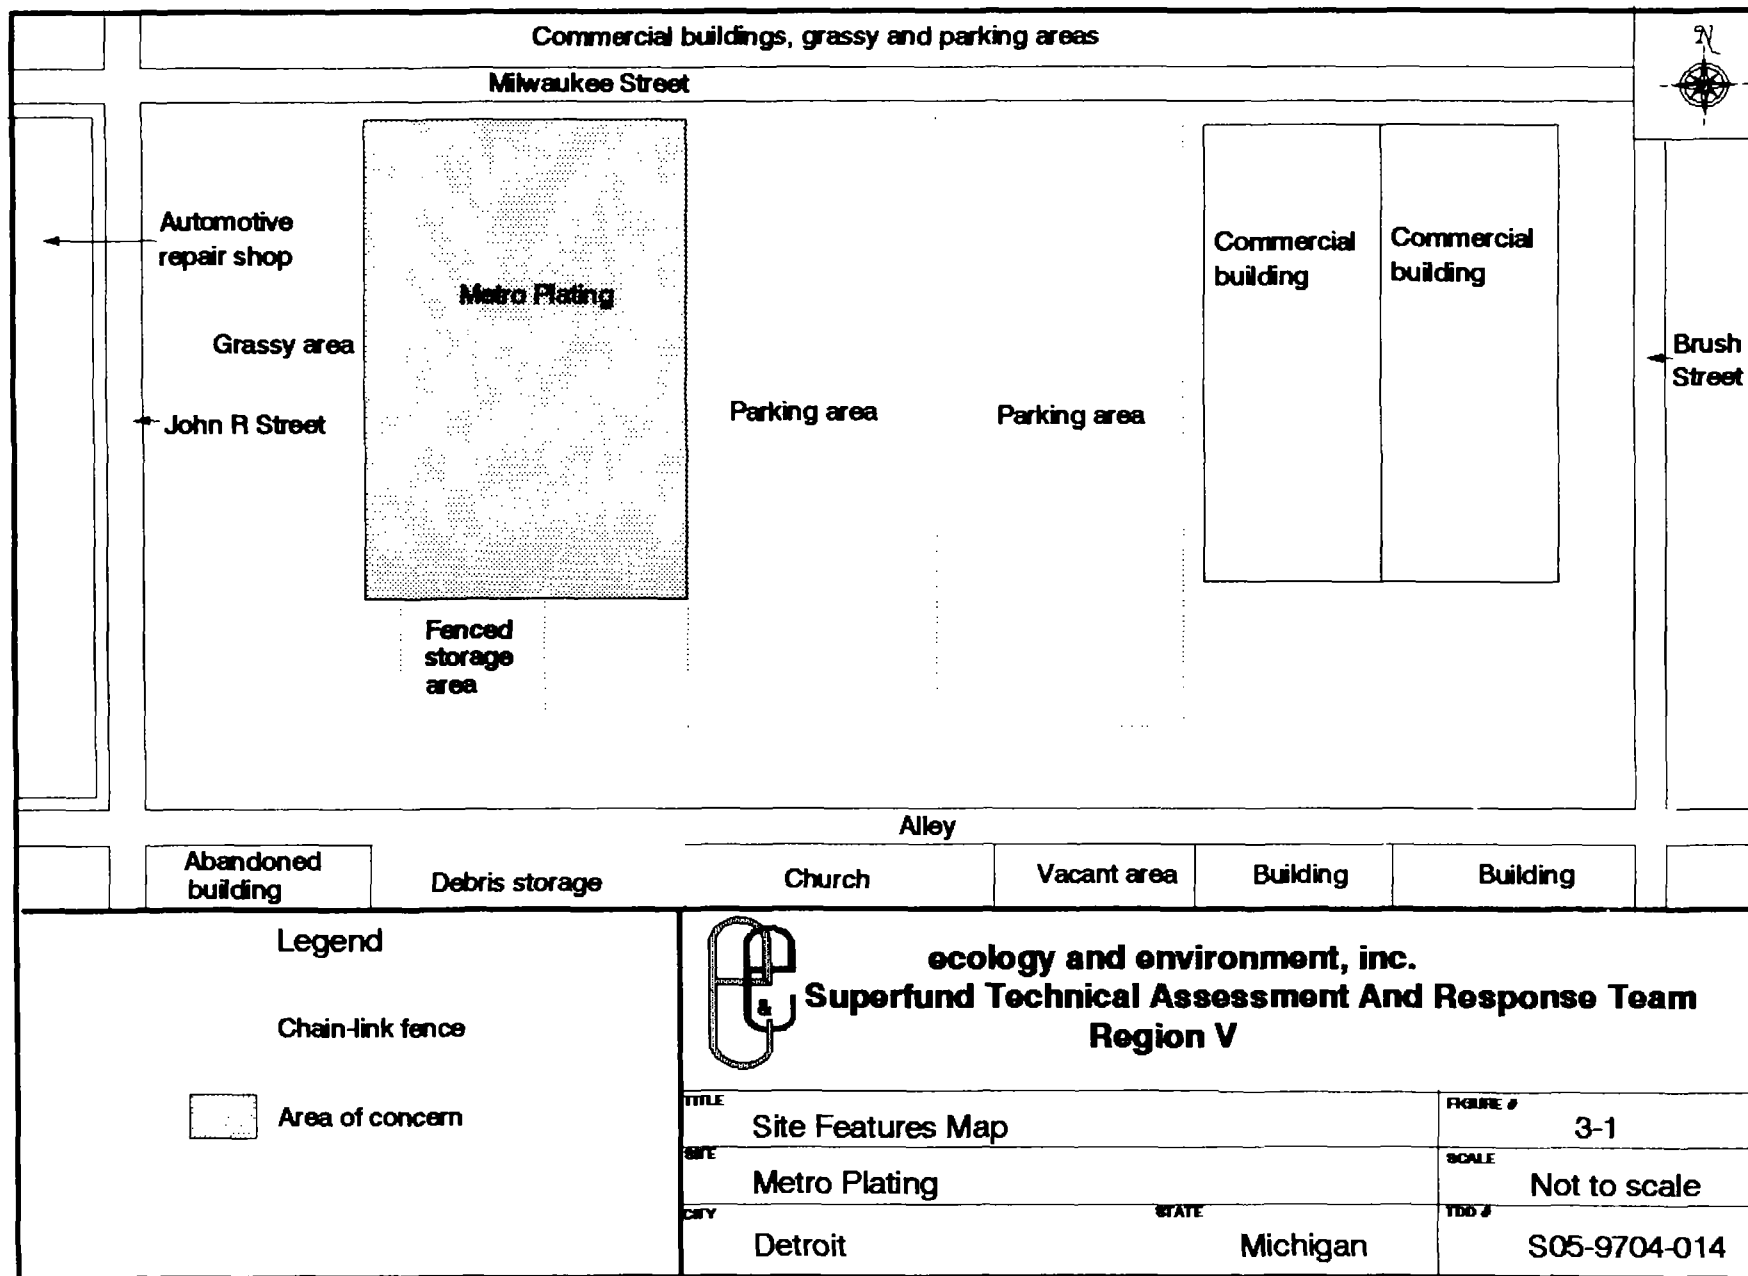 Commercial buildings, grassy and parking areas
N
Milwaukee Street
Automotive
repair shop
Metro Plating
Commercial
building
Commercial
building
Grassy area
Brush
Street
John R Street
Parking area
Parking area
Fenced
storage
area
Alley
Abandoned
building
Debris storage
Church
Vacant area
Building
Building
Legend
Chain-link fence
Area of concern
&
ecology and environment, inc.
Superfund Technical Assessment And Response Team
Region V
TITLE
Site Features Map
FIGURE #
3-1
SITE
Metro Plating
SCALE
Not to scale
CITY
Detroit
STATE
Michigan
TDD #
S05-9704-014